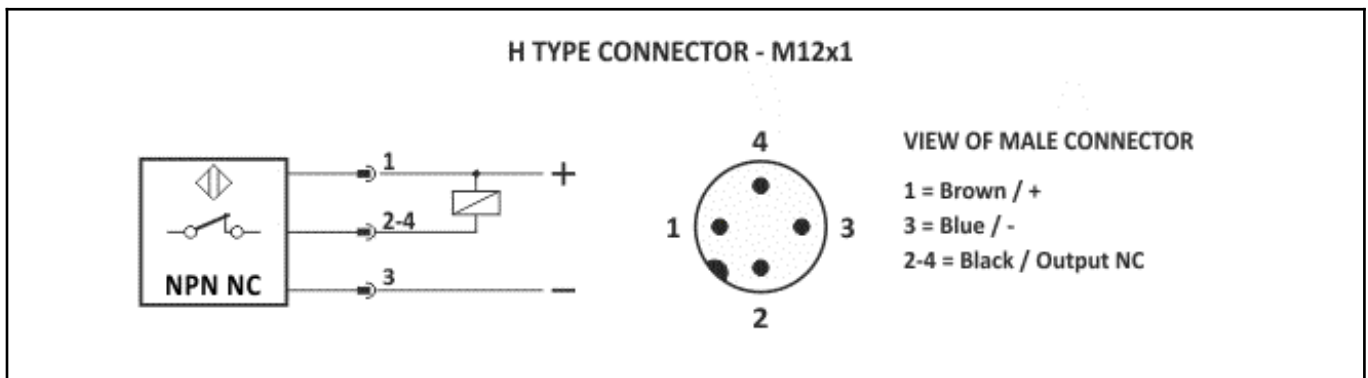 H TYPE CONNECTOR - M12x1
1
+
2-4
3
−
NPN NC
4
1
3
2
VIEW OF MALE CONNECTOR
1 = Brown / +
3 = Blue / -
2-4 = Black / Output NC